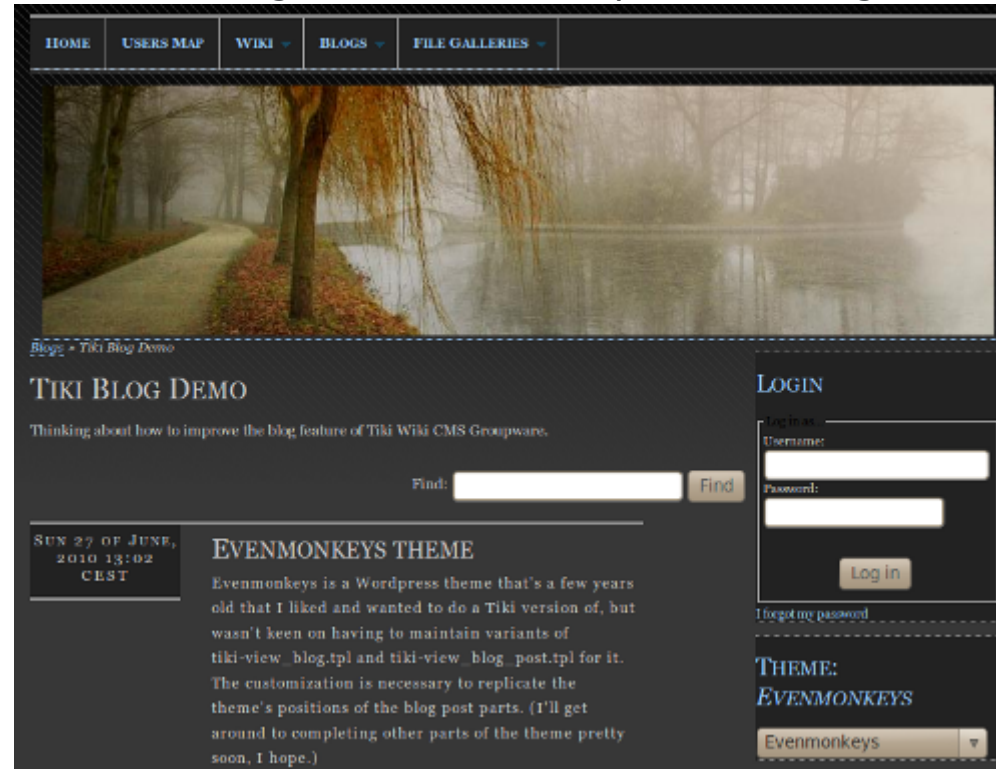 Home Users Map Wiki Blogs File Galleries
Blogs » Tiki Blog Demo
Tiki Blog Demo
Thinking about how to improve the blog feature of Tiki Wiki CMS Groupware.
Find: Find
Sun 27 of June,
2010 13:02
CEST
Evenmonkeys theme
Evenmonkeys is a Wordpress theme that's a few years
old that I liked and wanted to do a Tiki version of, but
wasn't keen on having to maintain variants of
tiki-view_blog.tpl and tiki-view_blog_post.tpl for it.
The customization is necessary to replicate the
theme's positions of the blog post parts. (I'll get
around to completing other parts of the theme pretty
soon, I hope.)
Login
Log in as...
Username:
Password:
Log in
I forgot my password
Theme:
Evenmonkeys
Evenmonkeys